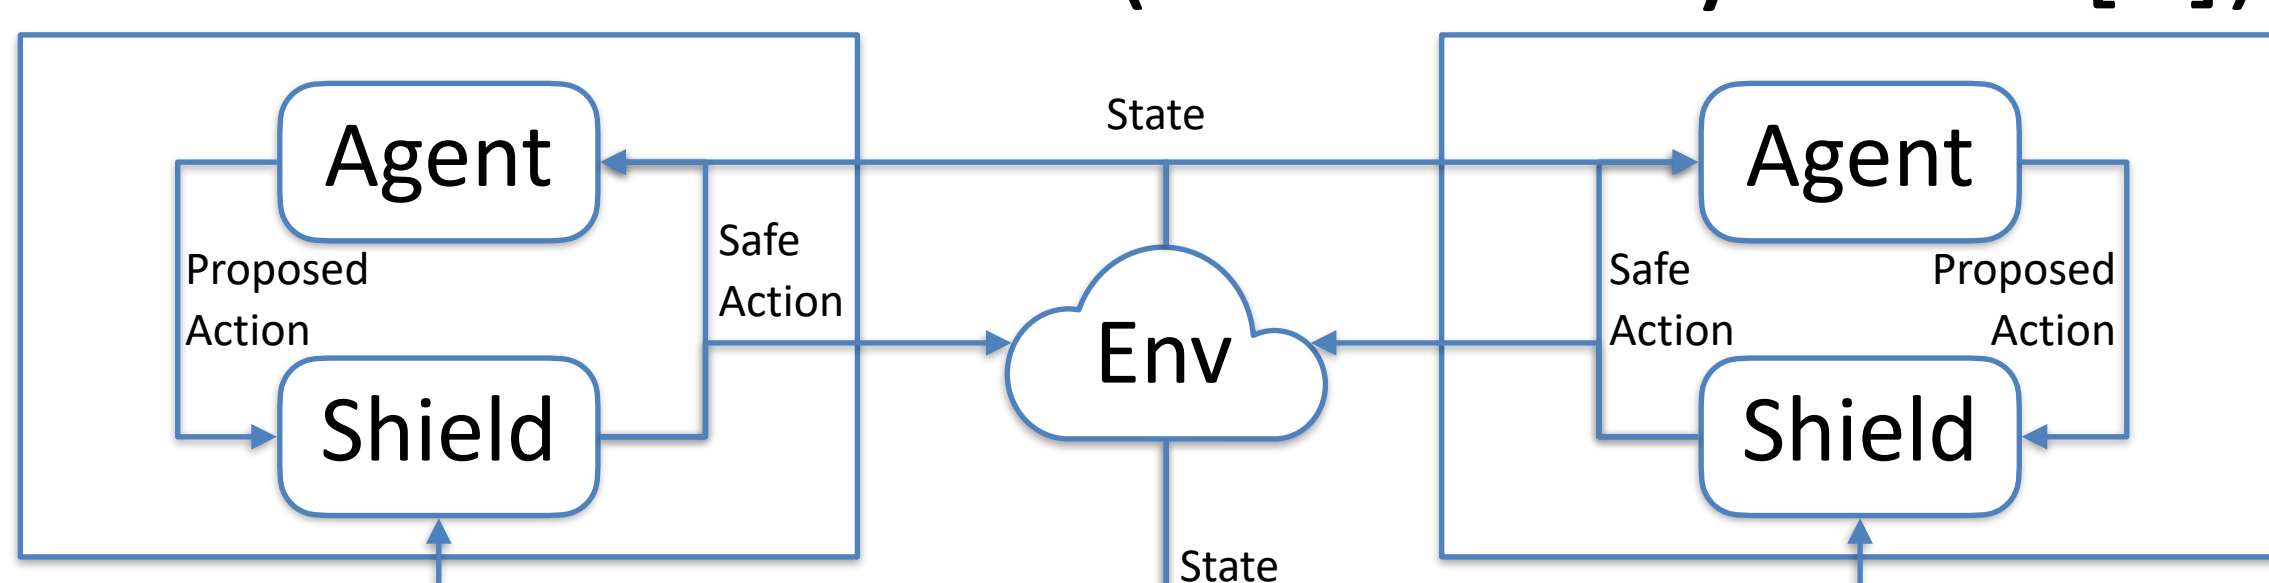 State
Agent
Agent
Safe
Action
Proposed
Action
Safe
Action
Proposed
Action
Env
Shield
Shield
State